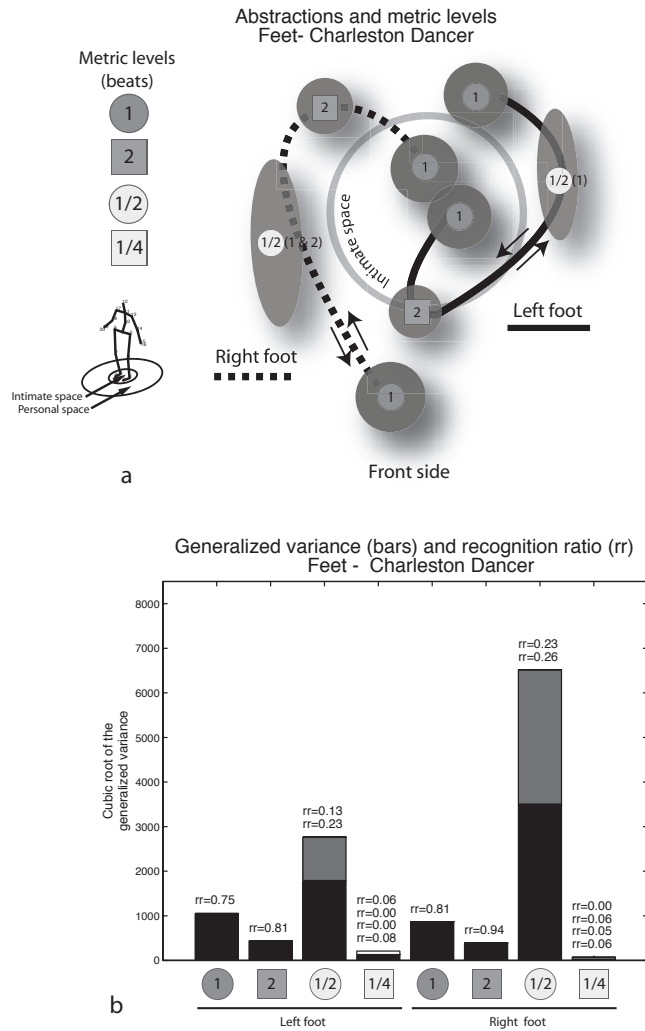 Abstractions and metric levels
Feet- Charleston Dancer
Metric levels
(beats)
1
2
1/2
1/4
2
1
1
1/2 (1)
1
1/2 (1 & 2)
Intimate space
2
Left foot
Right foot
1
Intimate space
Personal space
Front side
a
Generalized variance (bars) and recognition ratio (rr)
Feet - Charleston Dancer
Cubic root of the
generalized variance
8000
7000
6000
5000
4000
3000
2000
1000
0
rr=0.75
rr=0.81
rr=0.13
rr=0.23
rr=0.06
rr=0.00
rr=0.00
rr=0.08
rr=0.81
rr=0.94
rr=0.23
rr=0.26
rr=0.00
rr=0.06
rr=0.05
rr=0.06
1
2
1/2
1/4
1
2
1/2
1/4
Left foot
Right foot
b